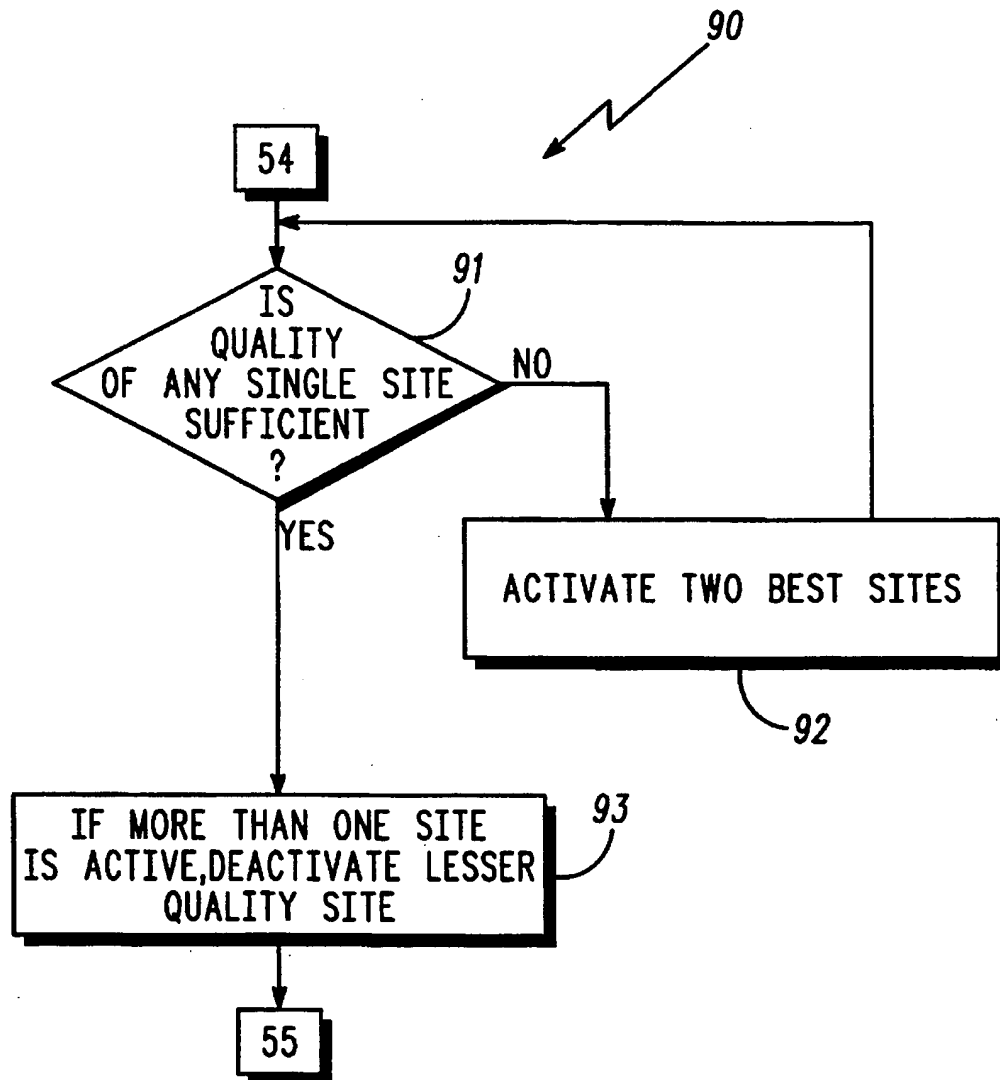 90
54
91
IS
QUALITY
OF ANY SINGLE SITE
SUFFICIENT
?
NO
YES
ACTIVATE TWO BEST SITES
92
IF MORE THAN ONE SITE
IS ACTIVE,DEACTIVATE LESSER
QUALITY SITE
93
55